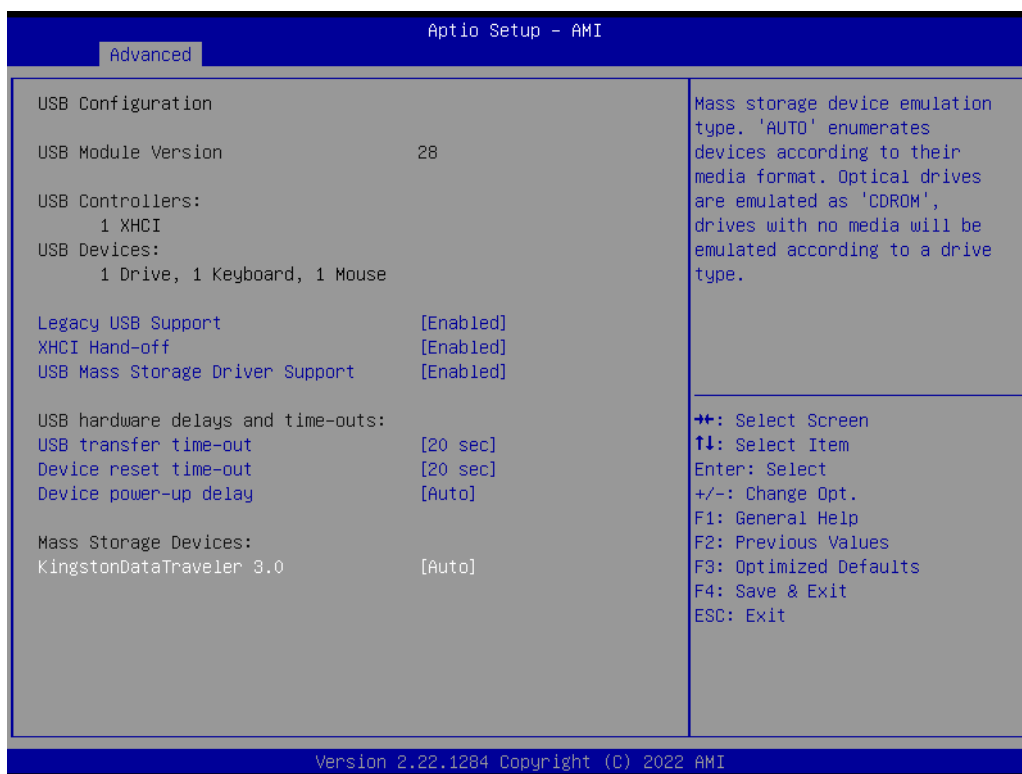 Aptio Setup - AMI
Advanced
USB Configuration
USB Module Version 28
USB Controllers:
1 XHCI
USB Devices:
1 Drive, 1 Keyboard, 1 Mouse
Legacy USB Support [Enabled]
XHCI Hand-off [Enabled]
USB Mass Storage Driver Support [Enabled]
USB hardware delays and time-outs:
USB transfer time-out [20 sec]
Device reset time-out [20 sec]
Device power-up delay [Auto]
Mass Storage Devices:
KingstonDataTraveler 3.0 [Auto]
Mass storage device emulation
type. 'AUTO' enumerates
devices according to their
media format. Optical drives
are emulated as 'CDROM',
drives with no media will be
emulated according to a drive
type.
→←: Select Screen
↑↓: Select Item
Enter: Select
+/-: Change Opt.
F1: General Help
F2: Previous Values
F3: Optimized Defaults
F4: Save & Exit
ESC: Exit
Version 2.22.1284 Copyright (C) 2022 AMI